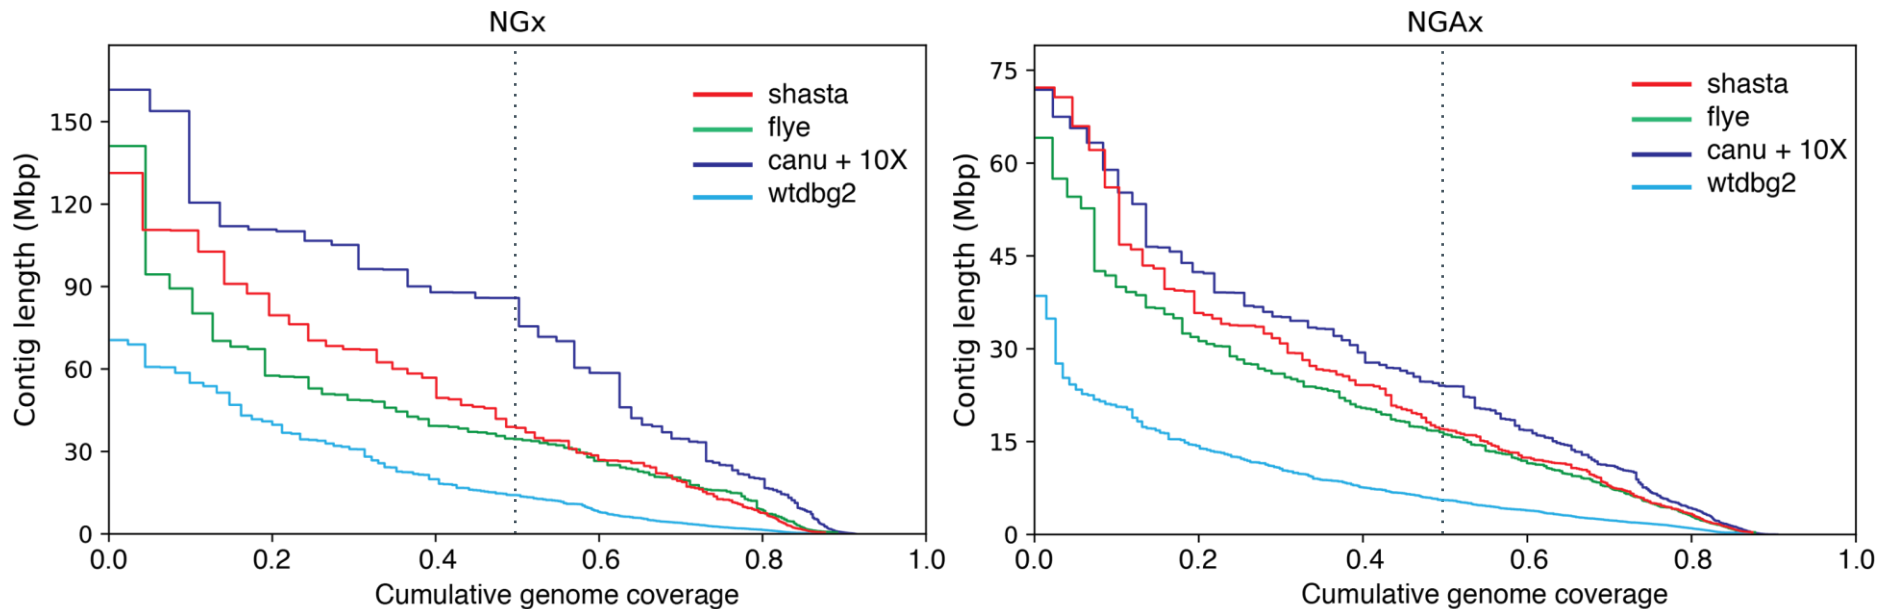 NGx
Contig length (Mbp)
150
120
90
60
30
0
shasta
flye
canu + 10X
wtdbg2
0.0 0.2 0.4 0.6 0.8 1.0
Cumulative genome coverage
NGAx
Contig length (Mbp)
75
60
45
30
15
0
shasta
flye
canu + 10X
wtdbg2
0.0 0.2 0.4 0.6 0.8 1.0
Cumulative genome coverage